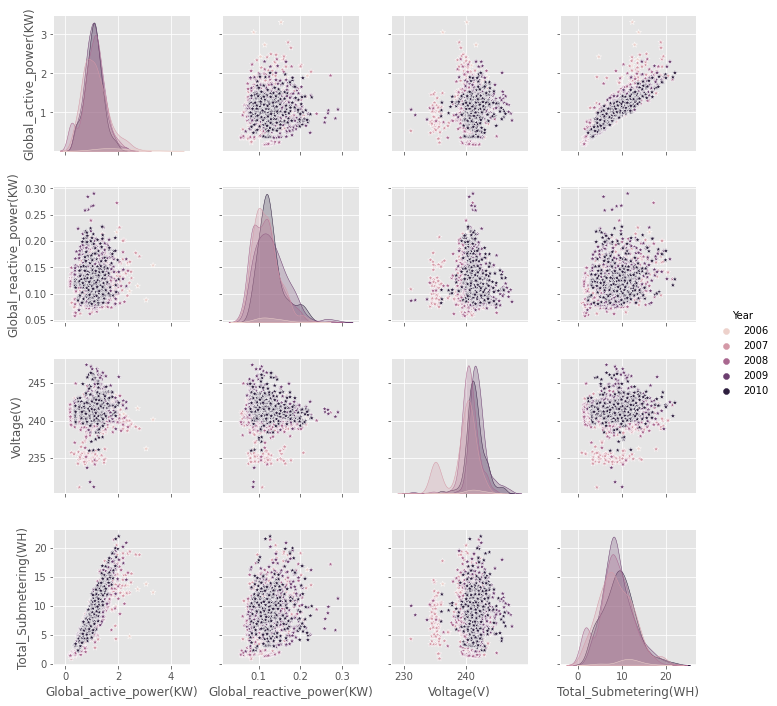 Global_active_power(KW)
3
2
1
Global_reactive_power(KW)
0.30
0.25
0.20
0.15
0.10
0.05
Year
2006
2007
2008
2009
2010
Voltage(V)
245
240
235
Total_Submetering(WH)
20
15
10
5
0
0 2 4
0.1 0.2 0.3
230 240
0 10 20
Global_active_power(KW)
Global_reactive_power(KW)
Voltage(V)
Total_Submetering(WH)